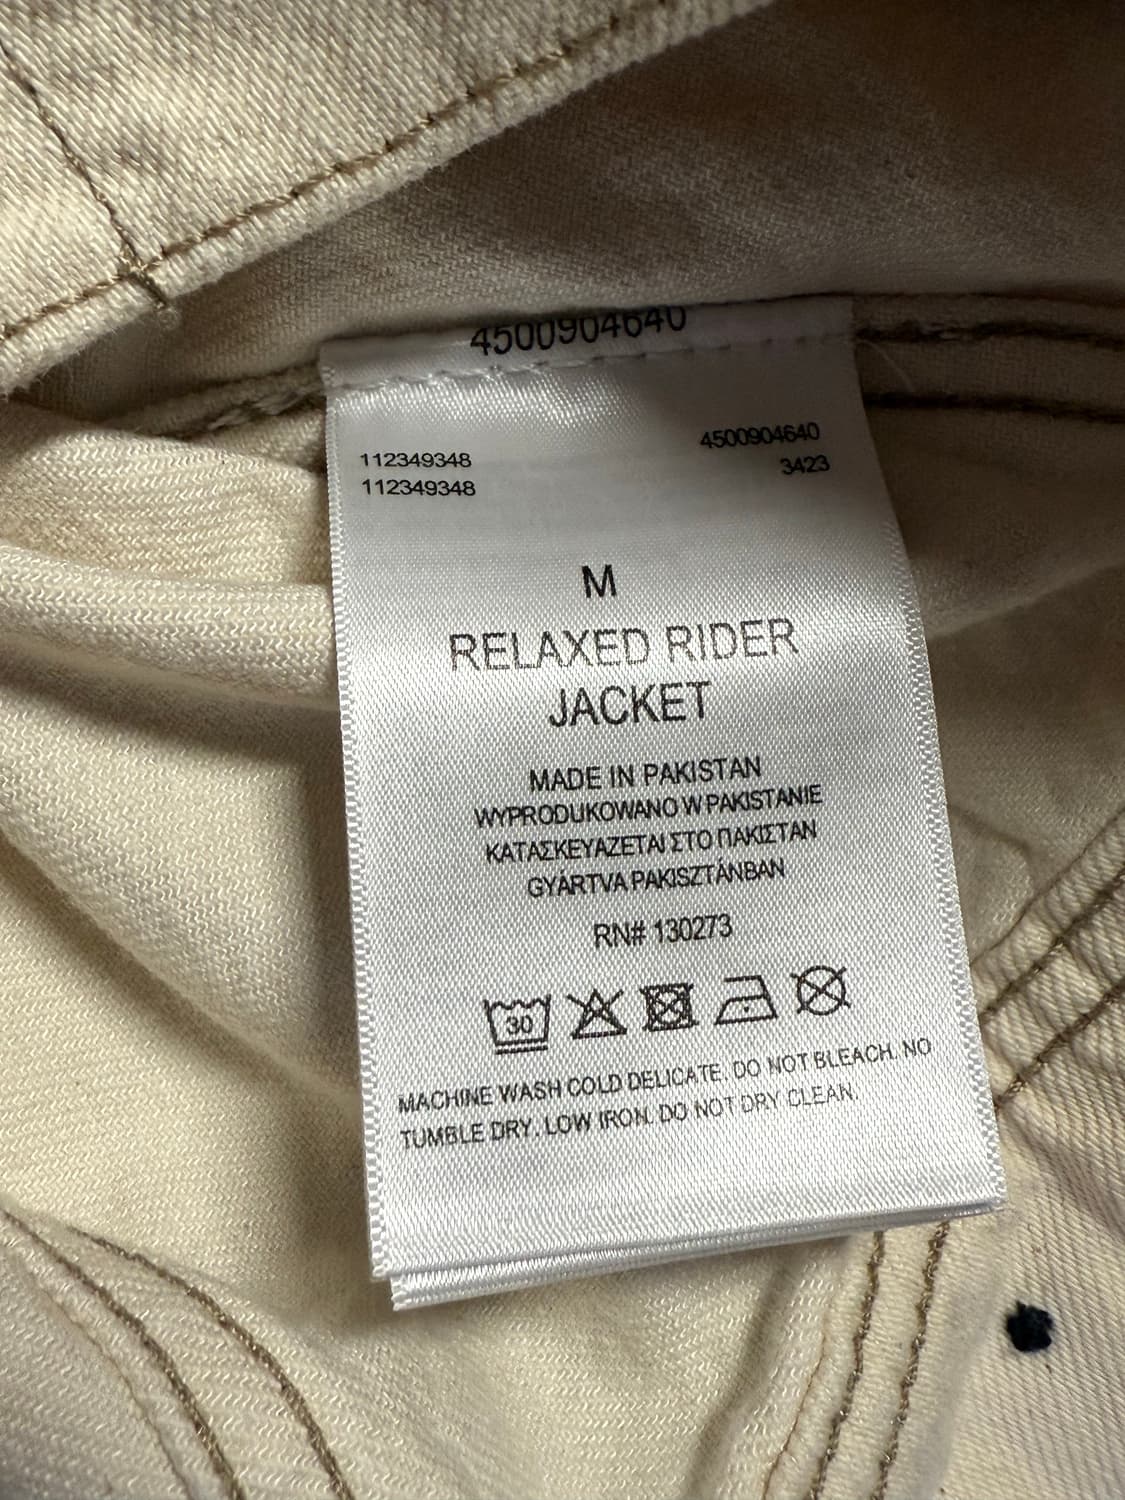 4500904640
112349348
112349348
4500904640
3423
M
RELAXED RIDER
JACKET
MADE IN PAKISTAN
WYPRODUKOWANO W PAKISTANIE
ΚΑΤΑΣΚΕΥΑΖΕΤΑΙ ΣΤΟ ΠΑΚΙΣΤΑΝ
GYÁRTVA PAKISZTÁNBAN
RN# 130273
30
MACHINE WASH COLD DELICATE. DO NOT BLEACH. NO
TUMBLE DRY. LOW IRON. DO NOT DRY CLEAN.